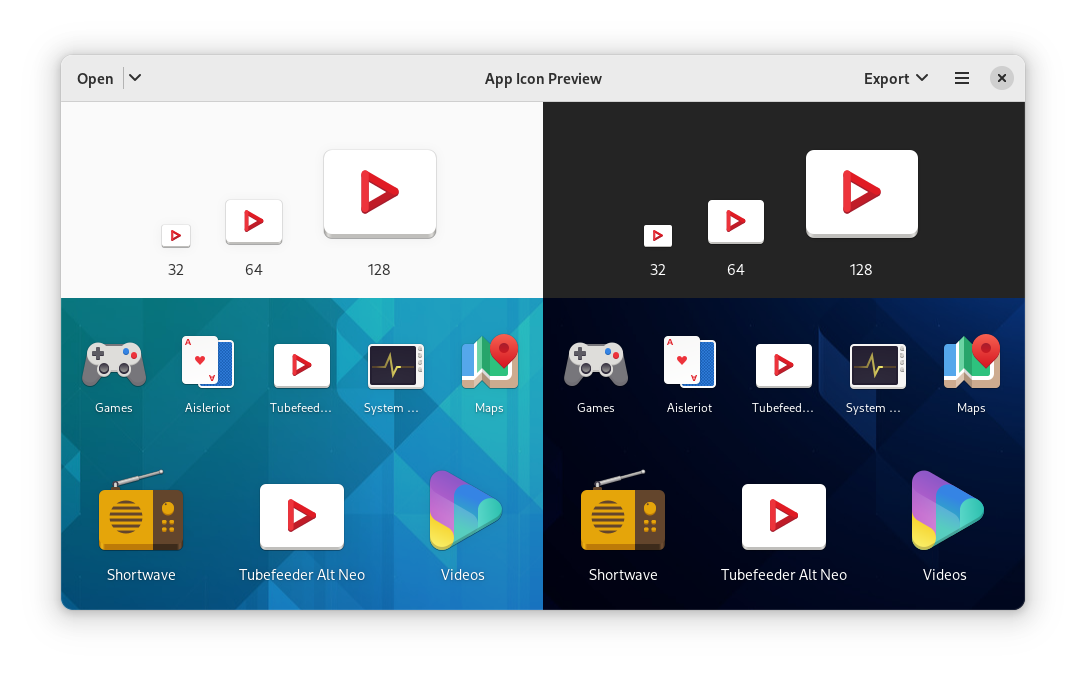 Open
App Icon Preview
Export
32 64 128
32 64 128
Games Aisleriot Tubefeed... System ... Maps
Games Aisleriot Tubefeed... System ... Maps
Shortwave Tubefeeder Alt Neo Videos
Shortwave Tubefeeder Alt Neo Videos